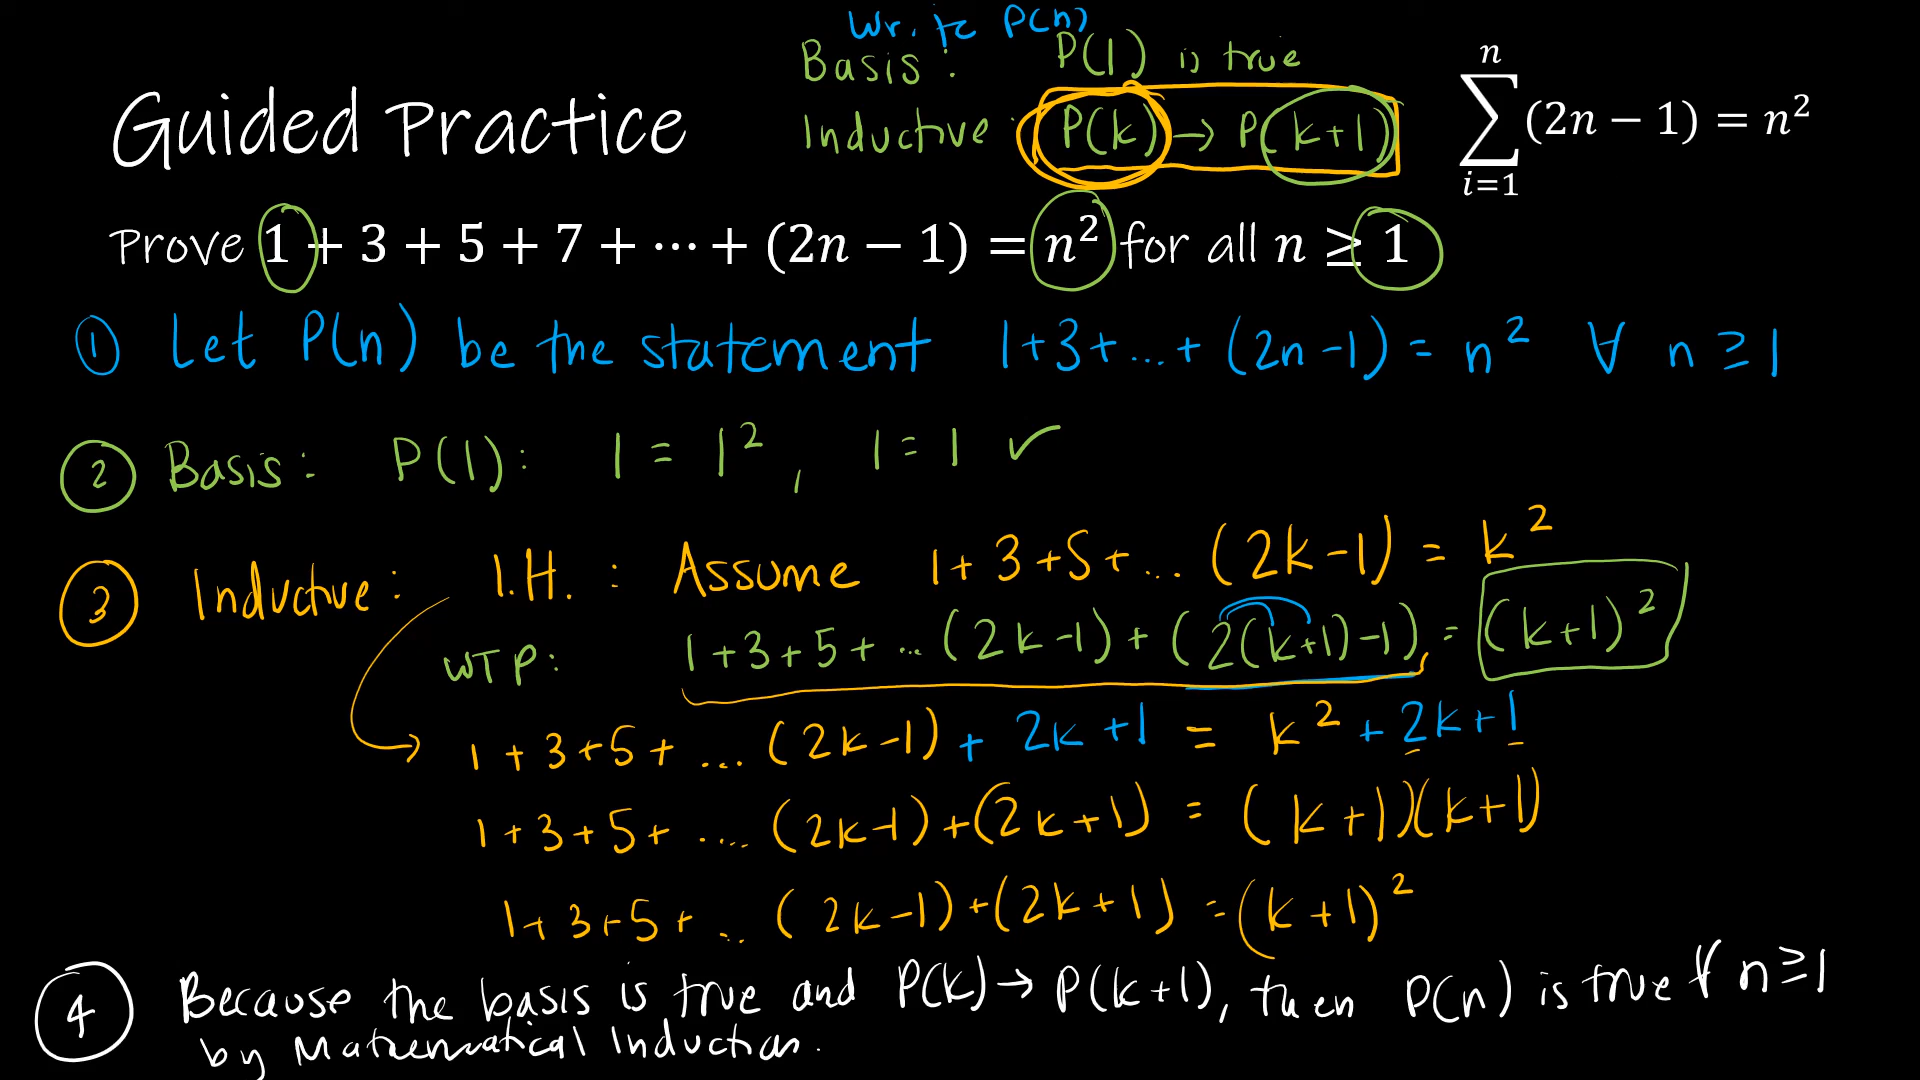 Write P(n)
Basis: P(1) is true
Guided Practice
Inductive: P(k) → P(k+1)
n
∑ (2n − 1) = n²
i=1
Prove 1 + 3 + 5 + 7 + ⋯ + (2n − 1) = n² for all n ≥ 1
① Let P(n) be the statement 1+3+...+(2n-1) = n² ∀ n ≥ 1
② Basis: P(1): 1 = 1², 1 = 1 ✓
③ Inductive: I.H. : Assume 1+3+5+...(2k-1) = k²
WTP: 1+3+5+...(2k-1)+(2(k+1)-1) = (k+1)²
1+3+5+...(2k-1)+2k+1 = k²+2k+1
1+3+5+....(2k-1)+(2k+1) = (k+1)(k+1)
1+3+5+...(2k-1)+(2k+1) = (k+1)²
④ Because the basis is true and P(k)→P(k+1), then P(n) is true ∀ n≥1
by Mathematical Induction.